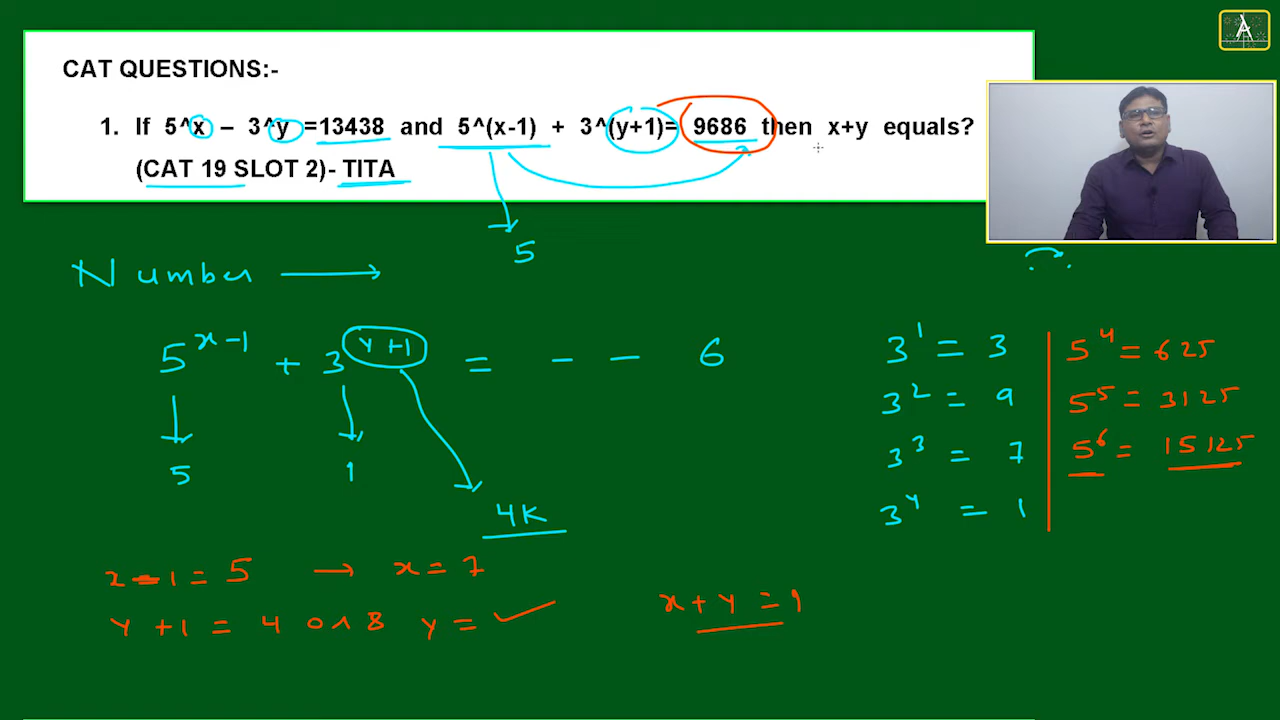 CAT QUESTIONS:-
1. If 5^x – 3^y =13438 and 5^(x-1) + 3^(y+1)= 9686 then x+y equals?
(CAT 19 SLOT 2)- TITA
A
5
Number ⟶
5^{x-1} + 3^{y+1} = – – 6
5
1
4K
3^1 = 3
3^2 = 9
3^3 = 7
3^4 = 1
5^4 = 625
5^5 = 3125
5^6 = 15125
x-1 = 5 → x = 7
y +1 = 4 or 8 y = ✓
x + y = 9